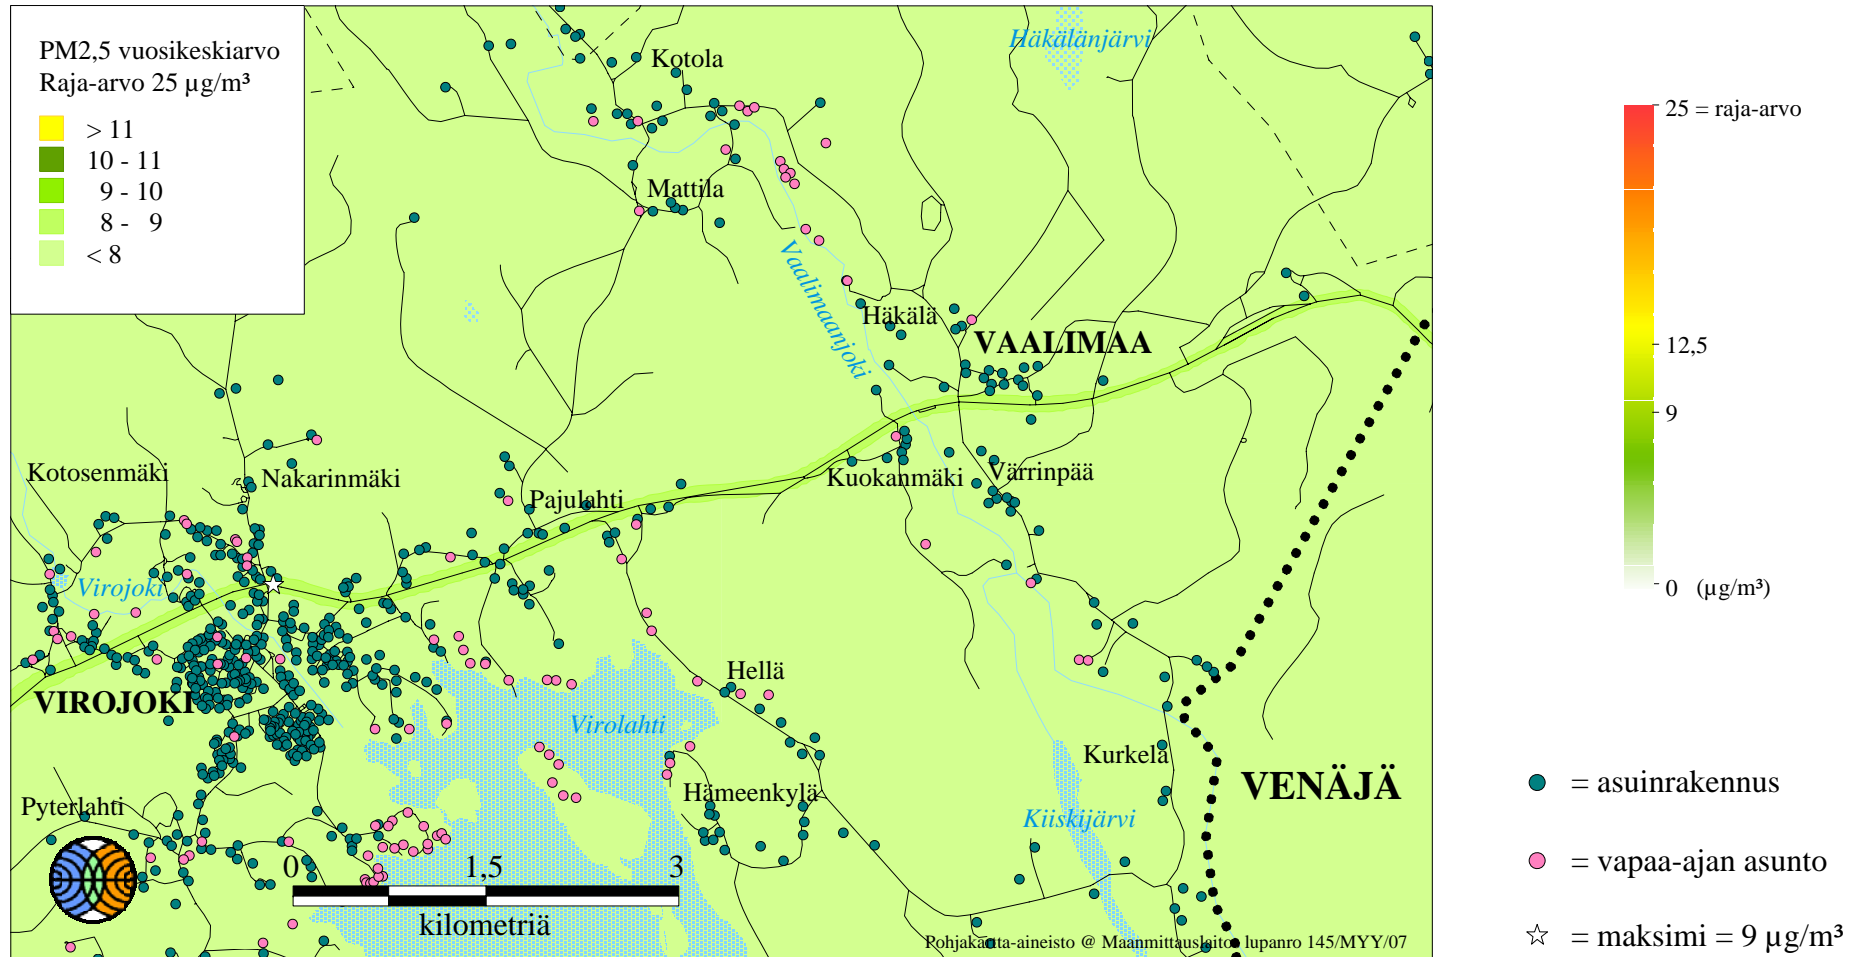 PM2,5 vuosikeskiarvo
Raja-arvo 25 µg/m³
> 11
10 - 11
9 - 10
8 - 9
< 8
Kotola
Häkälänjärvi
Mattila
Vaalimaanjoki
Häkälä
VAALIMAA
Kotosenmäki
Nakarinmäki
Pajulahti
Kuokanmäki
Värrinpää
Virojoki
VIROJOKI
Hellä
Virolahti
Kurkela
VENÄJÄ
Hämeenkylä
Pyterlahti
Kiiskijärvi
0 1,5 3
kilometriä
Pohjakartta-aineisto @ Maanmittauslaitos lupanro 145/MYY/07
25 = raja-arvo
12,5
9
0 (µg/m³)
= asuinrakennus
= vapaa-ajan asunto
= maksimi = 9 µg/m³